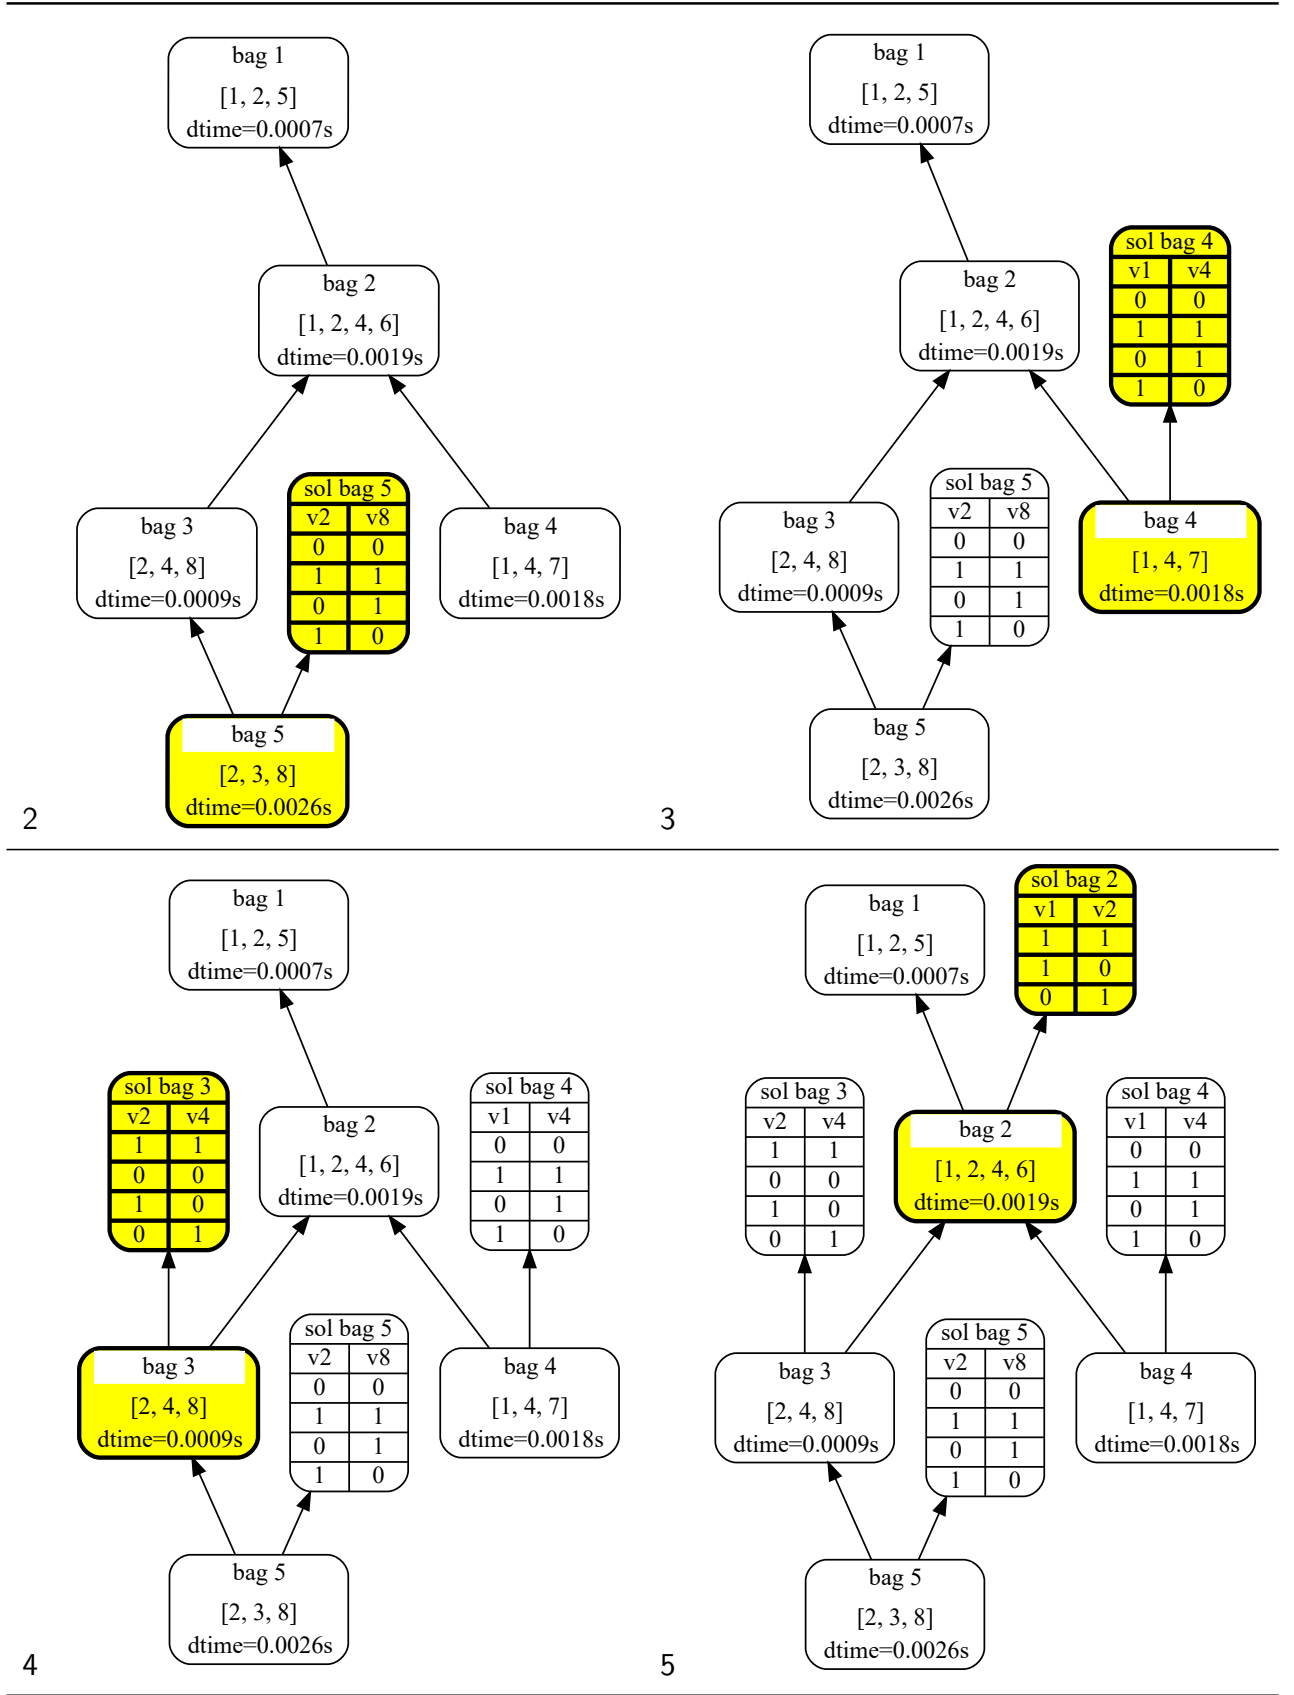 bag 1
[1, 2, 5]
dtime=0.0007s
bag 2
[1, 2, 4, 6]
dtime=0.0019s
sol bag 5
v2 v8
0 0
1 1
0 1
1 0
bag 3
[2, 4, 8]
dtime=0.0009s
bag 4
[1, 4, 7]
dtime=0.0018s
bag 5
[2, 3, 8]
dtime=0.0026s
2
bag 1
[1, 2, 5]
dtime=0.0007s
sol bag 4
v1 v4
0 0
1 1
0 1
1 0
bag 2
[1, 2, 4, 6]
dtime=0.0019s
sol bag 5
v2 v8
0 0
1 1
0 1
1 0
bag 3
[2, 4, 8]
dtime=0.0009s
bag 4
[1, 4, 7]
dtime=0.0018s
bag 5
[2, 3, 8]
dtime=0.0026s
3
bag 1
[1, 2, 5]
dtime=0.0007s
sol bag 3
v2 v4
1 1
0 0
1 0
0 1
bag 2
[1, 2, 4, 6]
dtime=0.0019s
sol bag 4
v1 v4
0 0
1 1
0 1
1 0
bag 3
[2, 4, 8]
dtime=0.0009s
sol bag 5
v2 v8
0 0
1 1
0 1
1 0
bag 4
[1, 4, 7]
dtime=0.0018s
bag 5
[2, 3, 8]
dtime=0.0026s
4
bag 1
[1, 2, 5]
dtime=0.0007s
sol bag 2
v1 v2
1 1
1 0
0 1
sol bag 3
v2 v4
1 1
0 0
1 0
0 1
bag 2
[1, 2, 4, 6]
dtime=0.0019s
sol bag 4
v1 v4
0 0
1 1
0 1
1 0
bag 3
[2, 4, 8]
dtime=0.0009s
sol bag 5
v2 v8
0 0
1 1
0 1
1 0
bag 4
[1, 4, 7]
dtime=0.0018s
bag 5
[2, 3, 8]
dtime=0.0026s
5